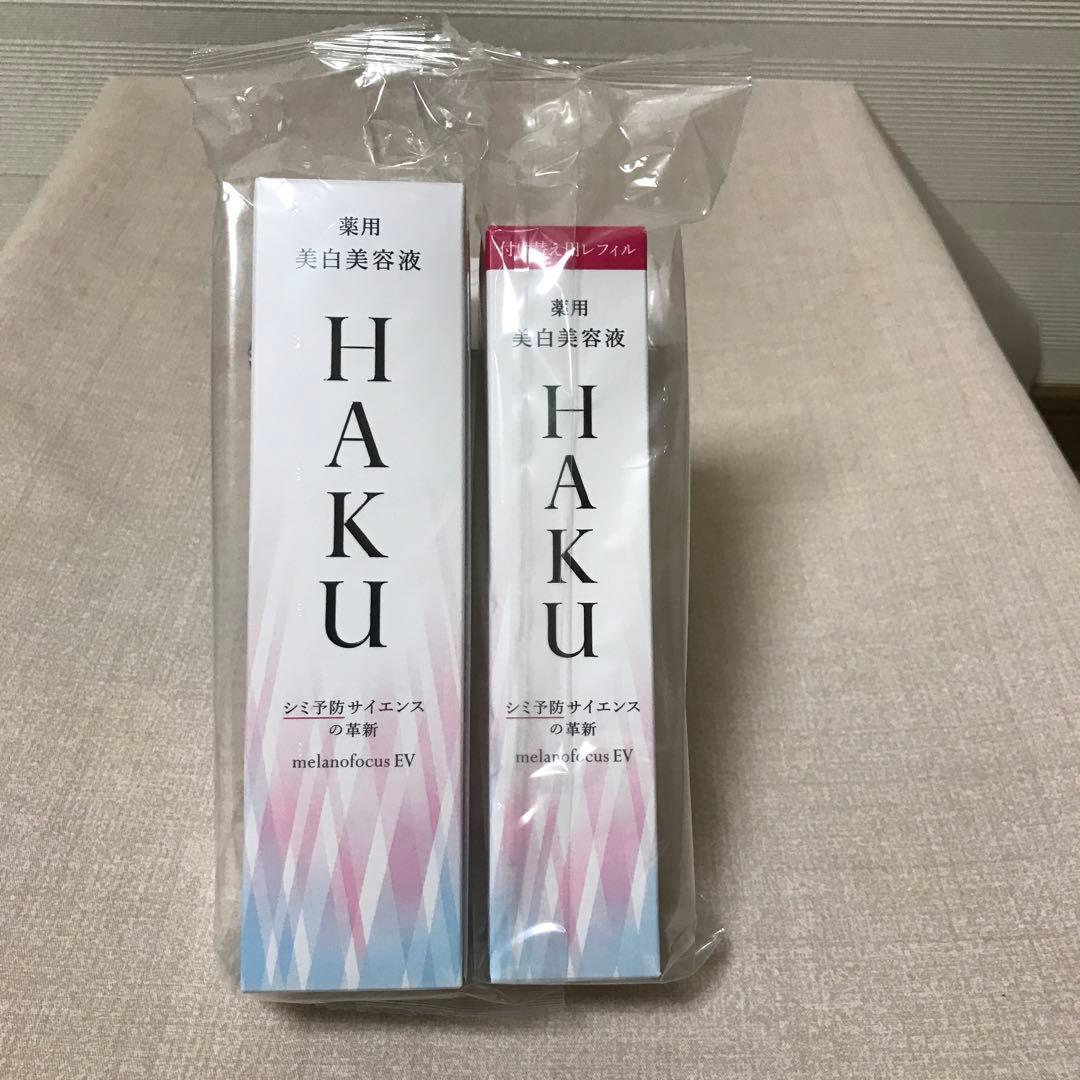 薬用
美白美容液
HAKU
シミ予防サイエンス
の革新
melanofocus EV
付け替え用レフィル
薬用
美白美容液
HAKU
シミ予防サイエンス
の革新
melanofocus EV